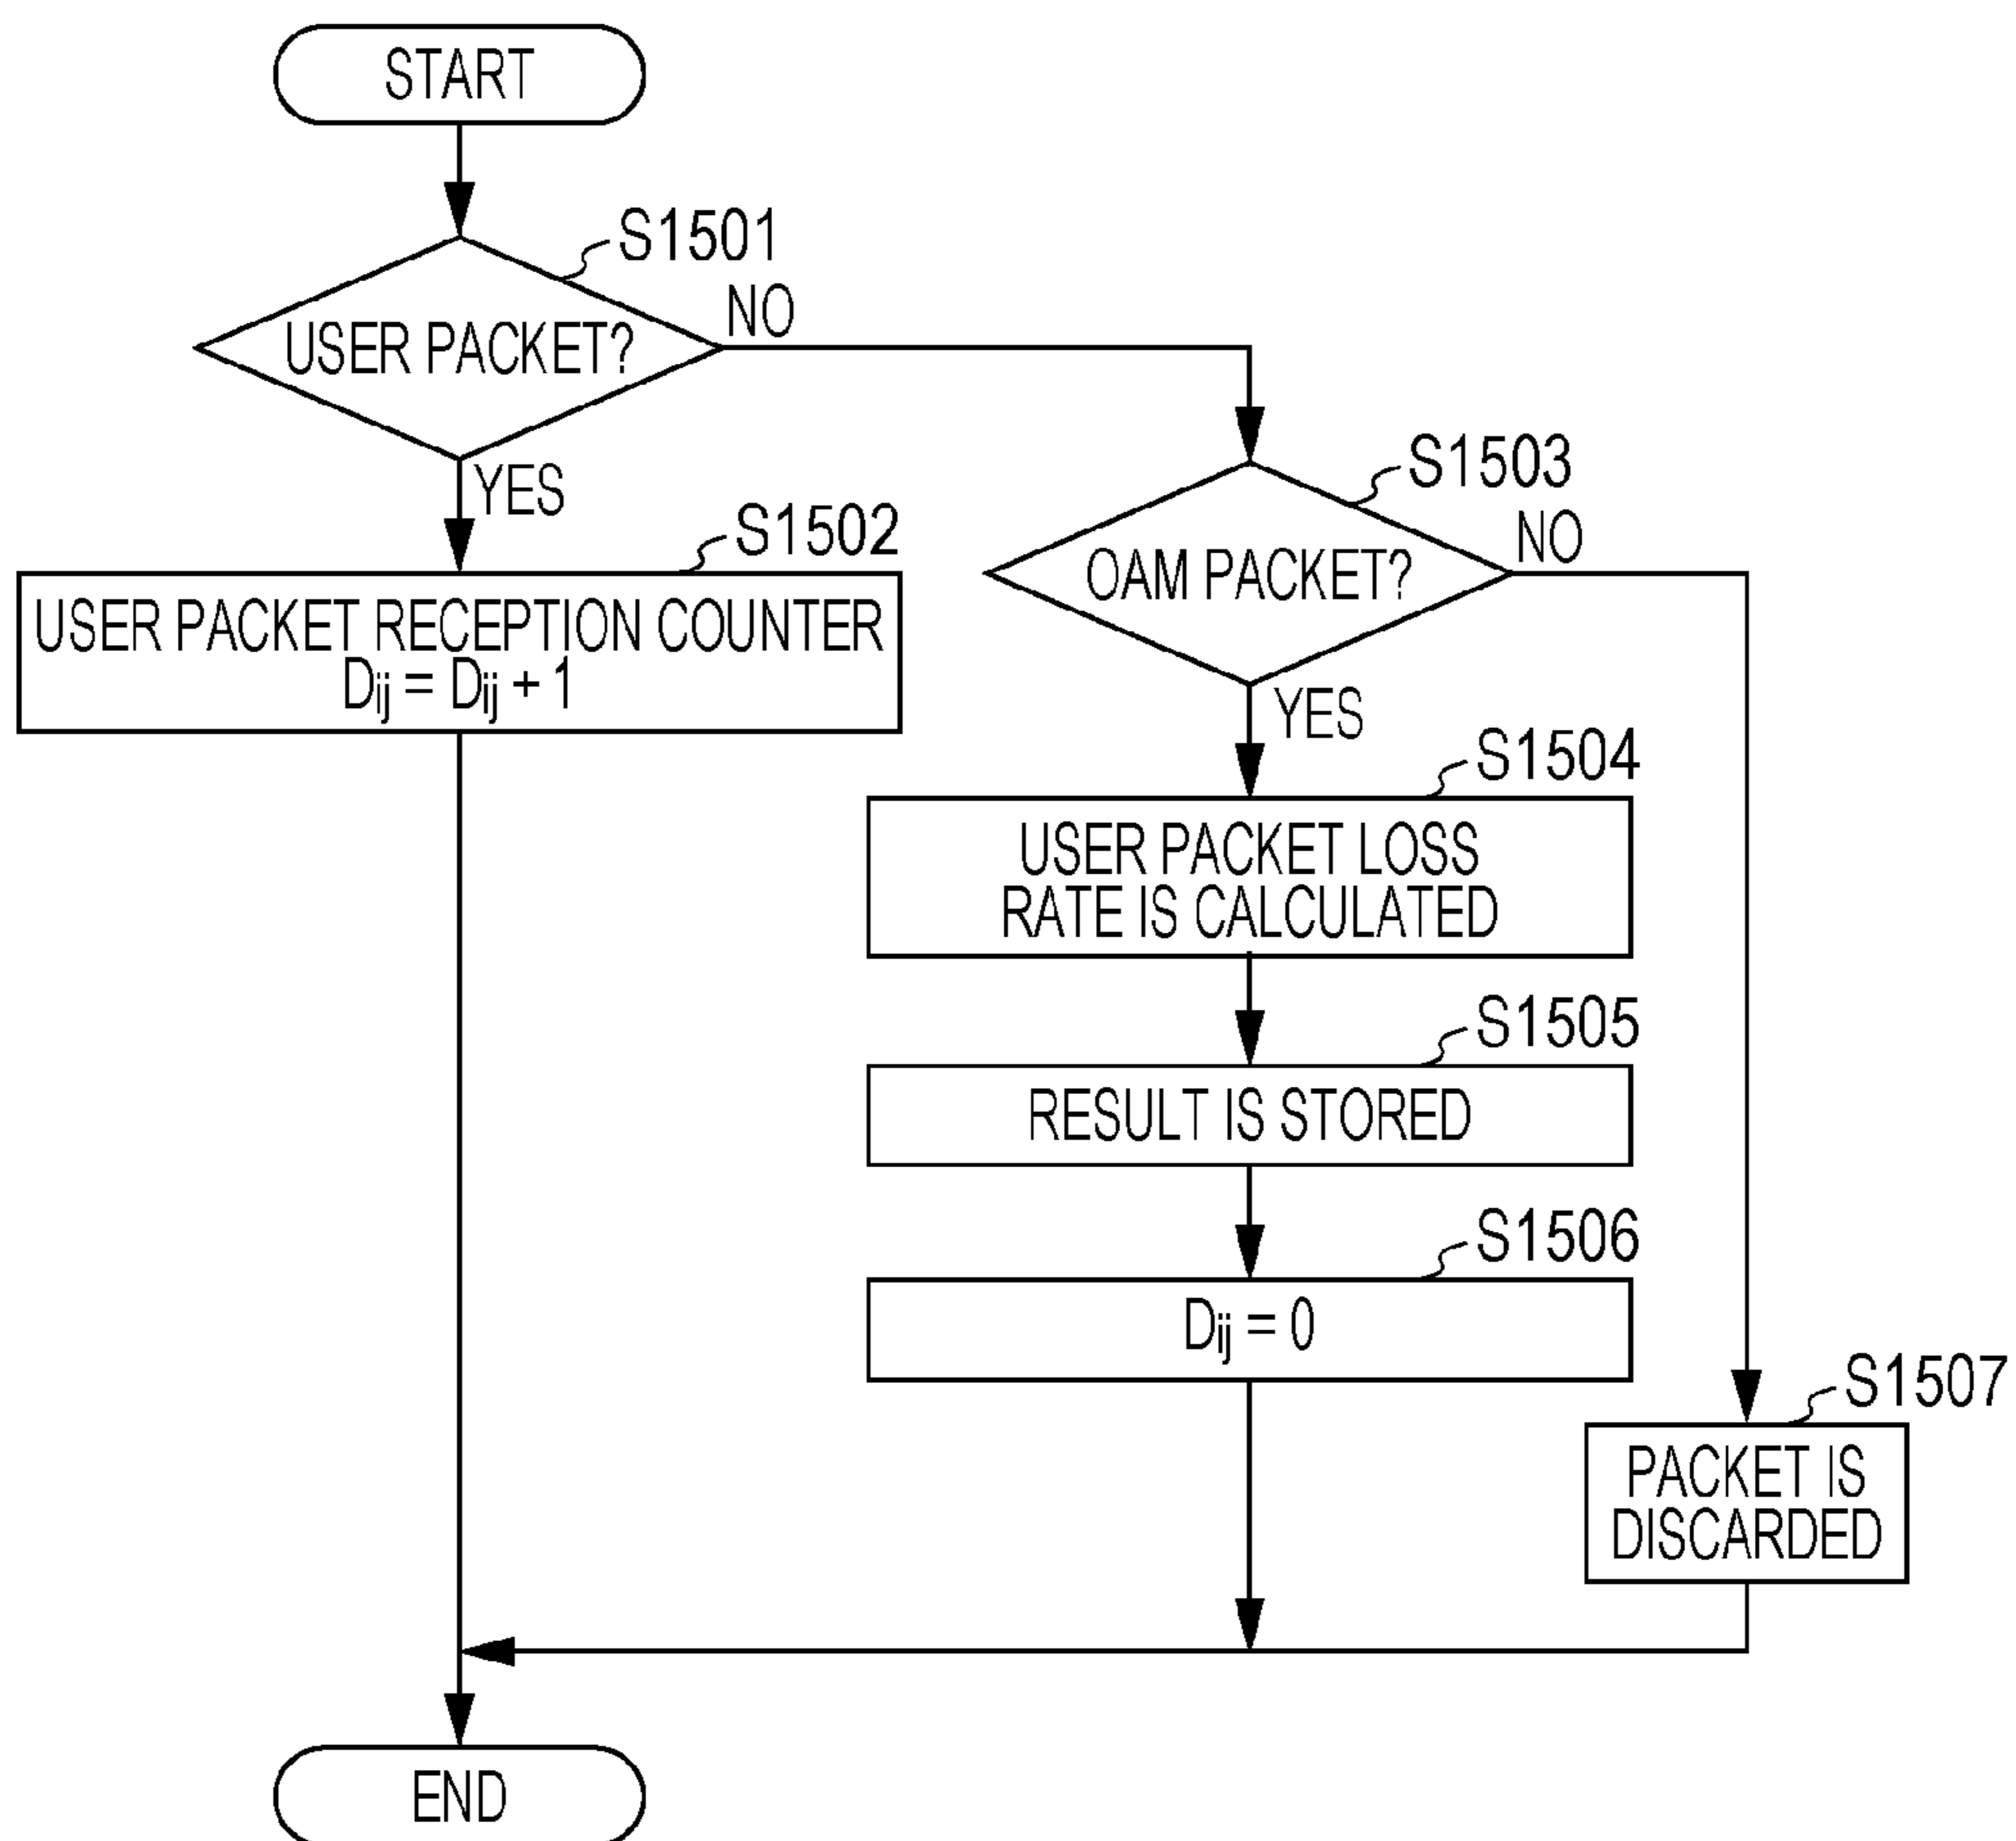 START
S1501
USER PACKET?
NO
YES
S1502
USER PACKET RECEPTION COUNTER
Dij = Dij + 1
S1503
OAM PACKET?
NO
YES
S1504
USER PACKET LOSS
RATE IS CALCULATED
S1505
RESULT IS STORED
S1506
Dij = 0
S1507
PACKET IS
DISCARDED
END